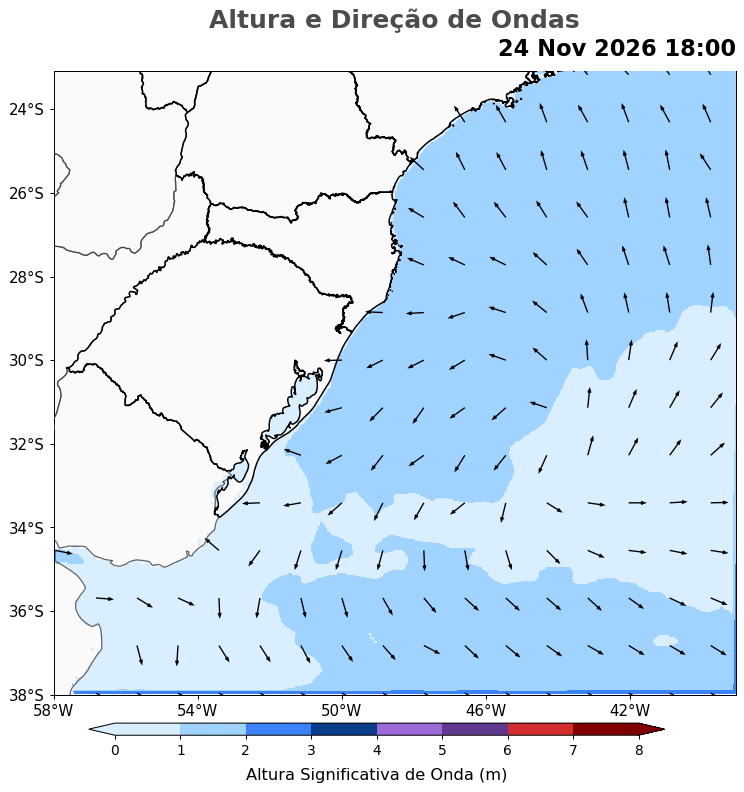 Altura e Direção de Ondas
24 Nov 2026 18:00
24°S
26°S
28°S
30°S
32°S
34°S
36°S
38°S
58°W 54°W 50°W 46°W 42°W
0 1 2 3 4 5 6 7 8
Altura Significativa de Onda (m)